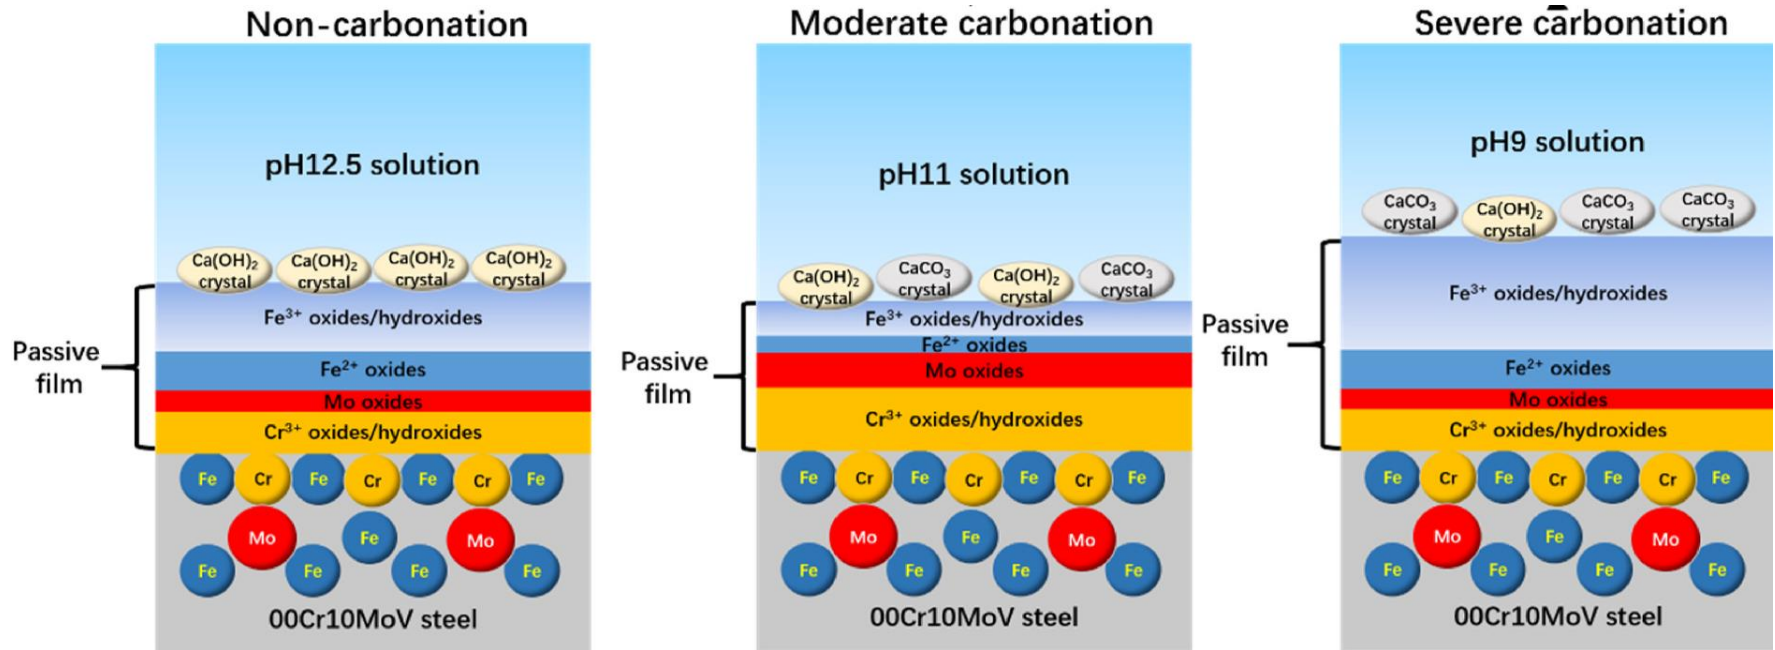 Non-carbonation
pH12.5 solution
Ca(OH)₂
crystal
Ca(OH)₂
crystal
Ca(OH)₂
crystal
Ca(OH)₂
crystal
Passive
film
Fe³⁺ oxides/hydroxides
Fe²⁺ oxides
Mo oxides
Cr³⁺ oxides/hydroxides
Fe Cr Fe Cr Fe Cr Fe
Mo Fe Mo
Fe Fe Fe Fe
00Cr10MoV steel
Moderate carbonation
pH11 solution
Ca(OH)₂
crystal
CaCO₃
crystal
Ca(OH)₂
crystal
CaCO₃
crystal
Passive
film
Fe³⁺ oxides/hydroxides
Fe²⁺ oxides
Mo oxides
Cr³⁺ oxides/hydroxides
Fe Cr Fe Cr Fe Cr Fe
Mo Fe Mo
Fe Fe Fe Fe
00Cr10MoV steel
Severe carbonation
pH9 solution
CaCO₃
crystal
Ca(OH)₂
crystal
CaCO₃
crystal
CaCO₃
crystal
Passive
film
Fe³⁺ oxides/hydroxides
Fe²⁺ oxides
Mo oxides
Cr³⁺ oxides/hydroxides
Fe Cr Fe Cr Fe Cr Fe
Mo Fe Mo
Fe Fe Fe Fe
00Cr10MoV steel